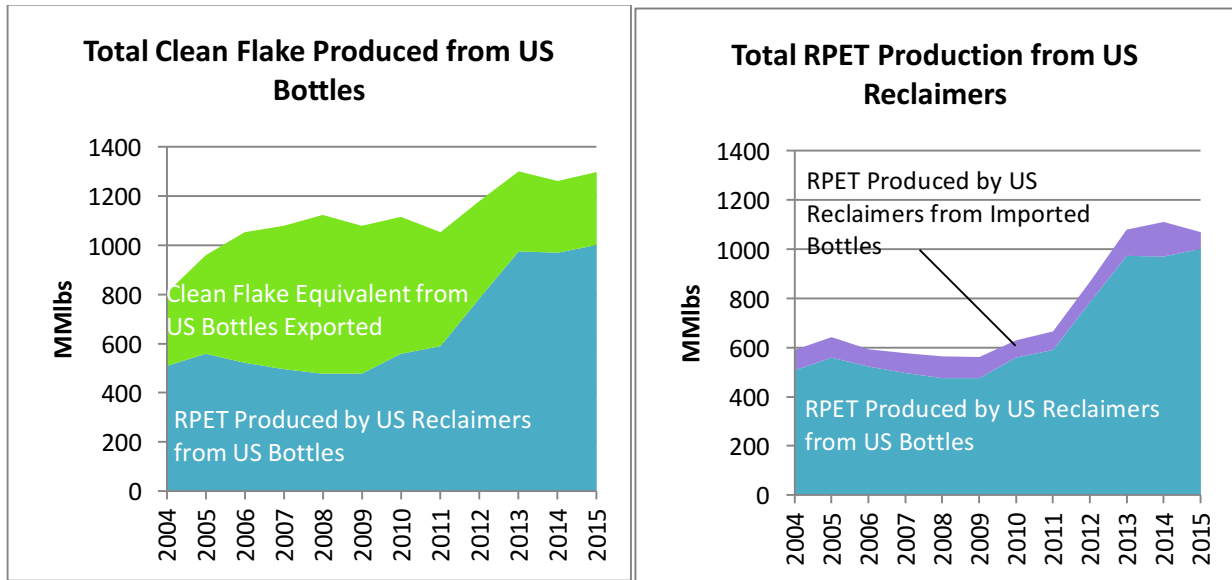 Total Clean Flake Produced from US
Bottles
1400
1200
1000
800
600
400
200
0
MMlbs
Clean Flake Equivalent from
US Bottles Exported
RPET Produced by US Reclaimers
from US Bottles
2004
2005
2006
2007
2008
2009
2010
2011
2012
2013
2014
2015
Total RPET Production from US
Reclaimers
1400
1200
1000
800
600
400
200
0
MMlbs
RPET Produced by US
Reclaimers from Imported
Bottles
RPET Produced by US Reclaimers
from US Bottles
2004
2005
2006
2007
2008
2009
2010
2011
2012
2013
2014
2015